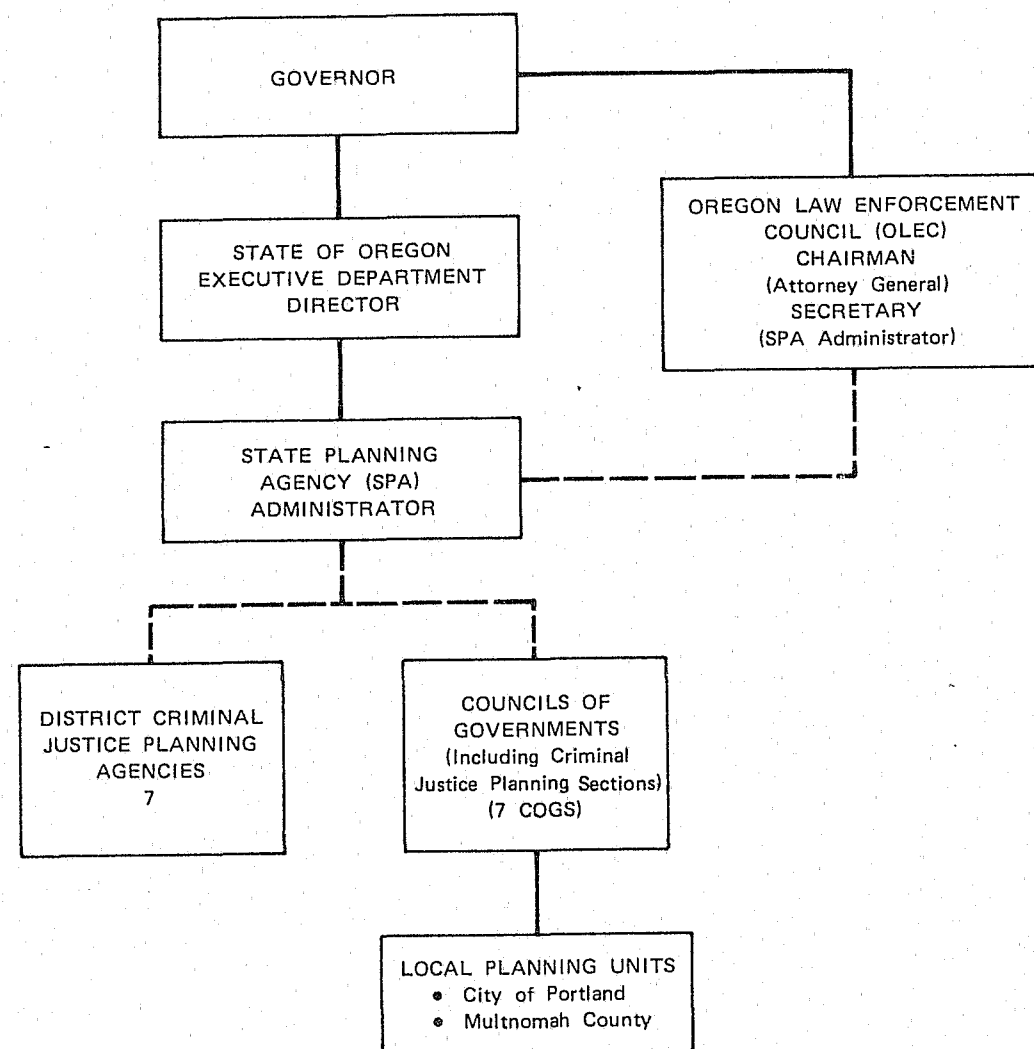 GOVERNOR
OREGON LAW ENFORCEMENT
COUNCIL (OLEC)
CHAIRMAN
(Attorney General)
SECRETARY
(SPA Administrator)
STATE OF OREGON
EXECUTIVE DEPARTMENT
DIRECTOR
STATE PLANNING
AGENCY (SPA)
ADMINISTRATOR
DISTRICT CRIMINAL
JUSTICE PLANNING
AGENCIES
7
COUNCILS OF
GOVERNMENTS
(Including Criminal
Justice Planning Sections)
(7 COGS)
LOCAL PLANNING UNITS
• City of Portland
• Multnomah County